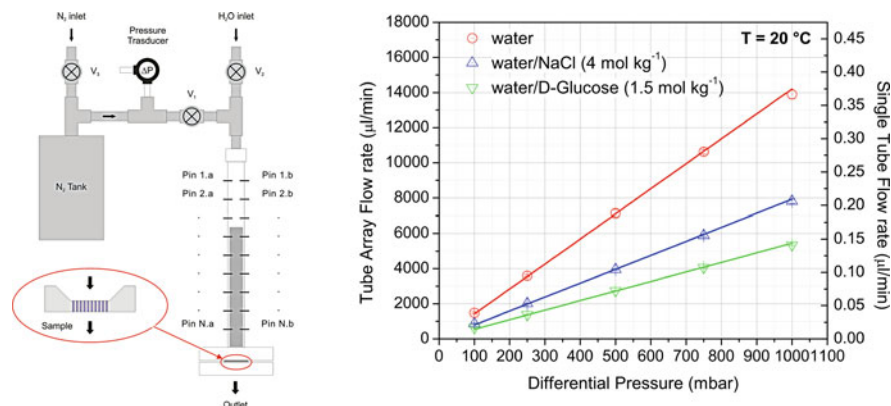 N₂ inlet
H₂O inlet
Pressure
Trasducer
ΔP
V₃
V₂
V₁
N₂ Tank
Pin 1.a
Pin 1.b
Pin 2.a
Pin 2.b
Pin N.a
Pin N.b
Sample
Outlet
Tube Array Flow rate (µl/min)
18000
16000
14000
12000
10000
8000
6000
4000
2000
0
water
water/NaCl (4 mol kg⁻¹)
water/D-Glucose (1.5 mol kg⁻¹)
T = 20 °C
0.45
0.40
0.35
0.30
0.25
0.20
0.15
0.10
0.05
0.00
Single Tube Flow rate (µl/min)
0 100 200 300 400 500 600 700 800 900 1000 1100
Differential Pressure (mbar)